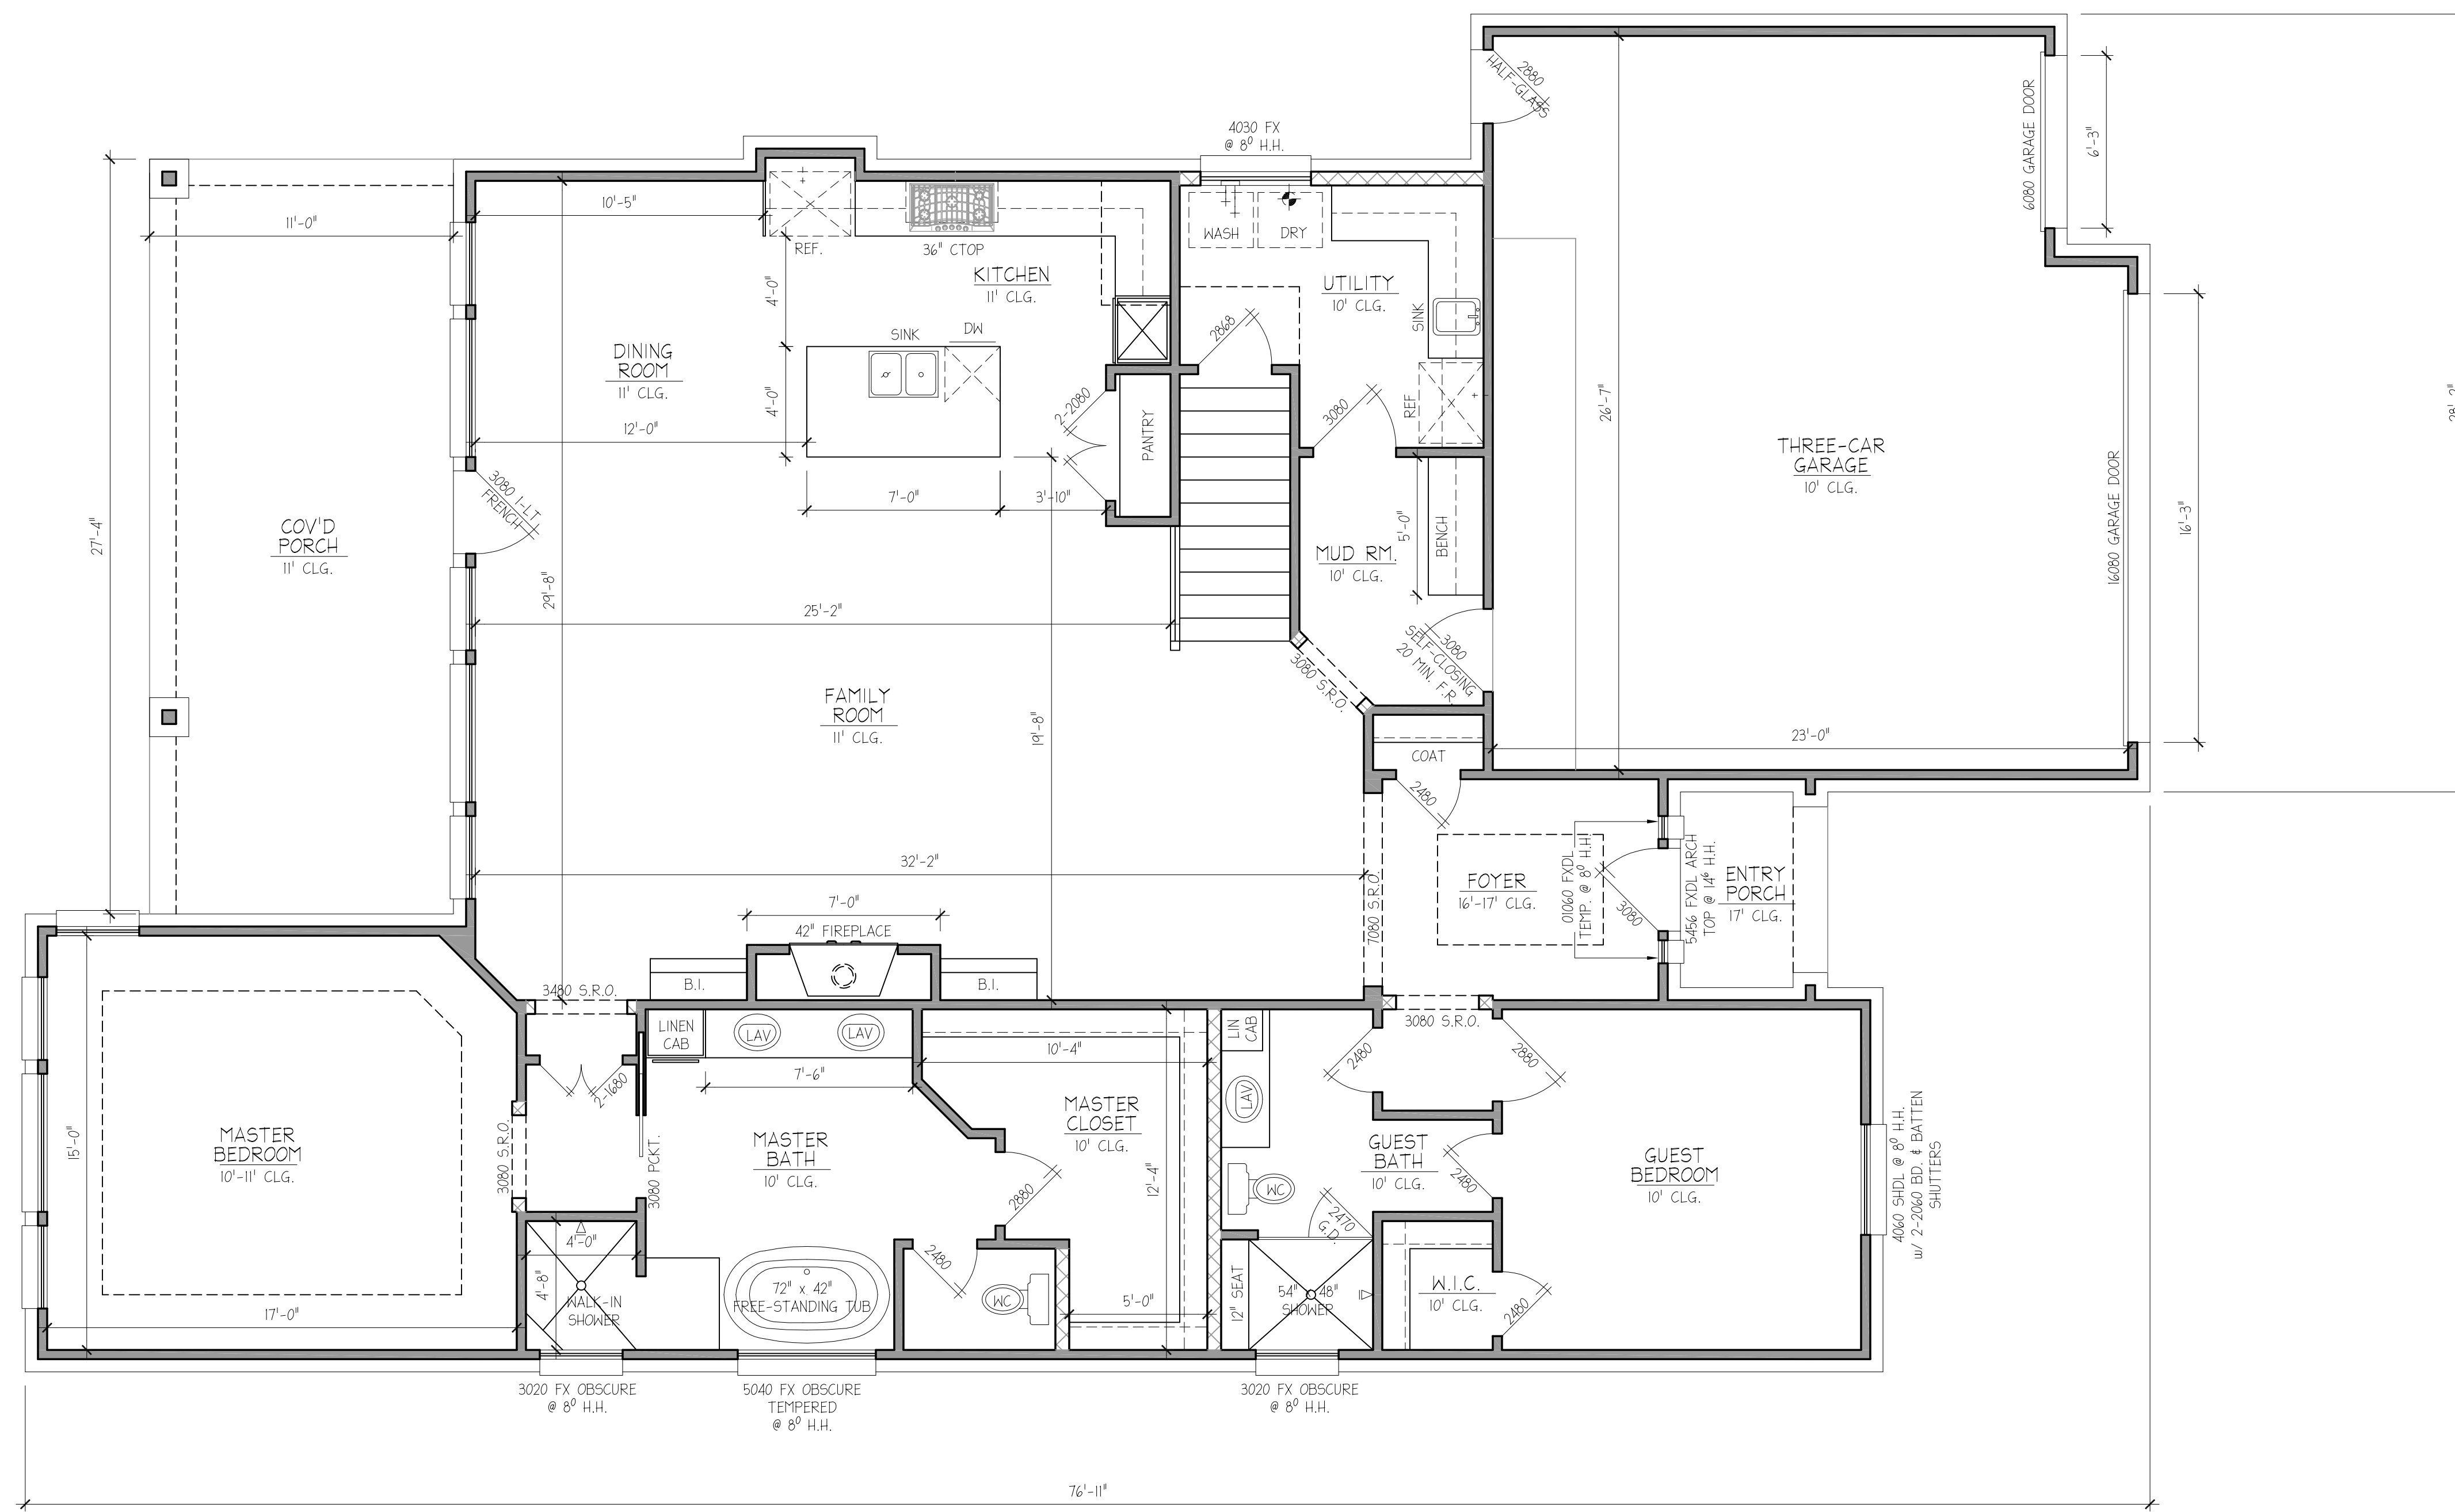 2880
HALF-GLASS
6080 GARAGE DOOR
6'-3"
4030 FX
@ 8⁰ H.H.
10'-5"
11'-0"
REF.
36" CTOP
WASH
DRY
KITCHEN
11' CLG.
UTILITY
10' CLG.
4'-0"
SINK
DW
SINK
2868
DINING
ROOM
11' CLG.
4'-0"
12'-0"
2-2080
PANTRY
3080
REF
26'-7"
THREE-CAR
GARAGE
10' CLG.
16080 GARAGE DOOR
16'-3"
7'-0"
3'-10"
3080 1-LT.
FRENCH
COV'D
PORCH
11' CLG.
27'-4"
29'-8"
5'-0"
BENCH
MUD RM.
10' CLG.
25'-2"
3080
SELF-CLOSING
20 MIN. F.R.
3080 S.R.O.
FAMILY
ROOM
11' CLG.
19'-8"
COAT
23'-0"
2480
32'-2"
7080 S.R.O.
FOYER
16'-17' CLG.
01060 FXDL
TEMP. @ 8⁰ H.H.
3080
5456 FXDL ARCH
TOP @ 14⁶ H.H.
ENTRY
PORCH
17' CLG.
7'-0"
42" FIREPLACE
B.I.
B.I.
3480 S.R.O.
LINEN
CAB
LAV
LAV
10'-4"
LIN
CAB
2480
3080 S.R.O.
2880
2-1680
7'-6"
LAV
MASTER
CLOSET
10' CLG.
MASTER
BEDROOM
10'-11' CLG.
15'-0"
3080 S.R.O.
3080 PCKT.
MASTER
BATH
10' CLG.
2880
12'-4"
WC
GUEST
BATH
10' CLG.
2480
GUEST
BEDROOM
10' CLG.
4060 SHDL @ 8⁰ H.H.
w/ 2-2060 BD. & BATTEN
SHUTTERS
2470
G.D.
4'-0"
4'-8"
WALK-IN
SHOWER
72" x 42"
FREE-STANDING TUB
2480
WC
5'-0"
12" SEAT
54" x 48"
SHOWER
W.I.C.
10' CLG.
2480
17'-0"
3020 FX OBSCURE
@ 8⁰ H.H.
5040 FX OBSCURE
TEMPERED
@ 8⁰ H.H.
3020 FX OBSCURE
@ 8⁰ H.H.
76'-11"